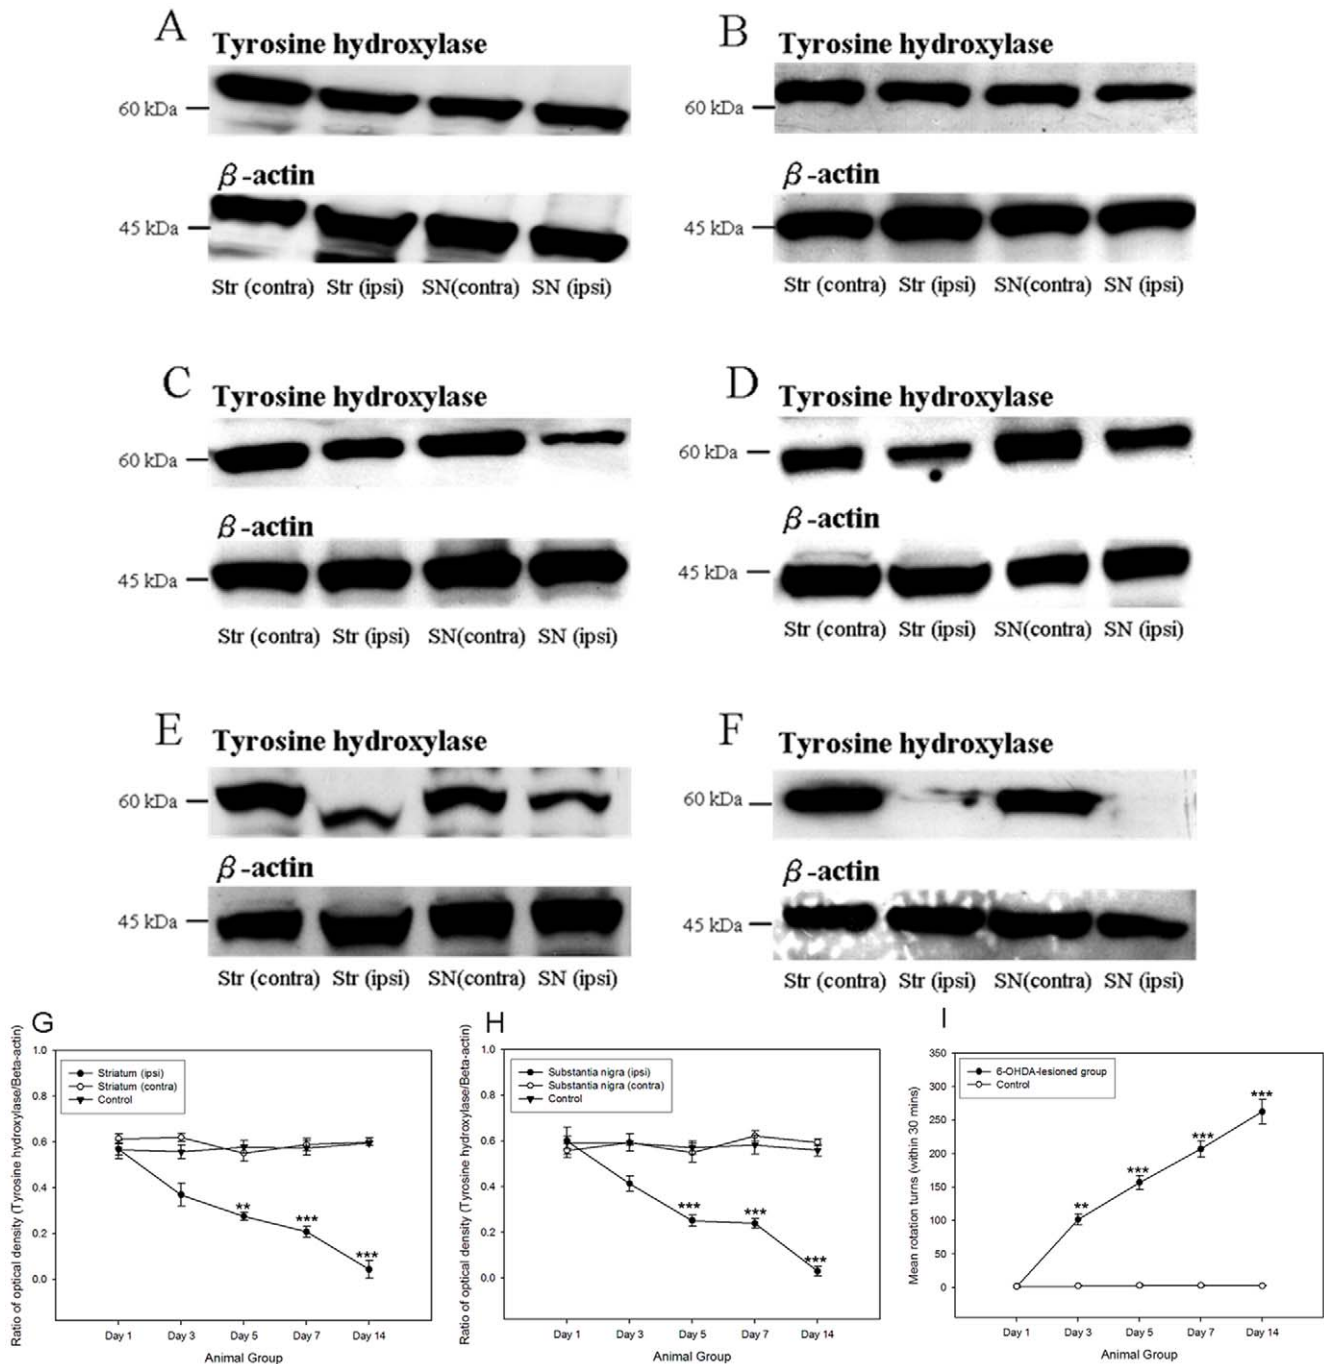 A
Tyrosine hydroxylase
60 kDa
β-actin
45 kDa
Str (contra) Str (ipsi) SN(contra) SN (ipsi)
B
Tyrosine hydroxylase
60 kDa
β-actin
45 kDa
Str (contra) Str (ipsi) SN(contra) SN (ipsi)
C
Tyrosine hydroxylase
60 kDa
β-actin
45 kDa
Str (contra) Str (ipsi) SN(contra) SN (ipsi)
D
Tyrosine hydroxylase
60 kDa
β-actin
45 kDa
Str (contra) Str (ipsi) SN(contra) SN (ipsi)
E
Tyrosine hydroxylase
60 kDa
β-actin
45 kDa
Str (contra) Str (ipsi) SN(contra) SN (ipsi)
F
Tyrosine hydroxylase
60 kDa
β-actin
45 kDa
Str (contra) Str (ipsi) SN(contra) SN (ipsi)
G
Ratio of optical density (Tyrosine hydroxylase/Beta-actin)
1.0
0.8
0.6
0.4
0.2
0.0
Striatum (ipsi)
Striatum (contra)
Control
**
***
***
Day 1 Day 3 Day 5 Day 7 Day 14
Animal Group
H
Ratio of optical density (Tyrosine hydroxylase/Beta-actin)
1.0
0.8
0.6
0.4
0.2
0.0
Substantia nigra (ipsi)
Substantia nigra (contra)
Control
***
***
***
Day 1 Day 3 Day 5 Day 7 Day 14
Animal Group
I
Mean rotation turns (within 30 mins)
350
300
250
200
150
100
50
0
6-OHDA-lesioned group
Control
**
***
***
***
Day 1 Day 3 Day 5 Day 7 Day 14
Animal Group